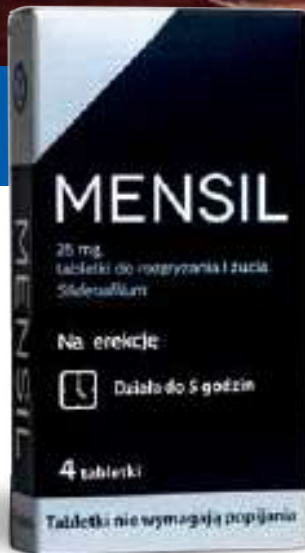 MENSIL
25 mg,
tabletki do rozgryzania i żucia
Sildenafilum
Na erekcję
Działa do 5 godzin
4 tabletki
Tabletki nie wymagają popijania
MENSIL